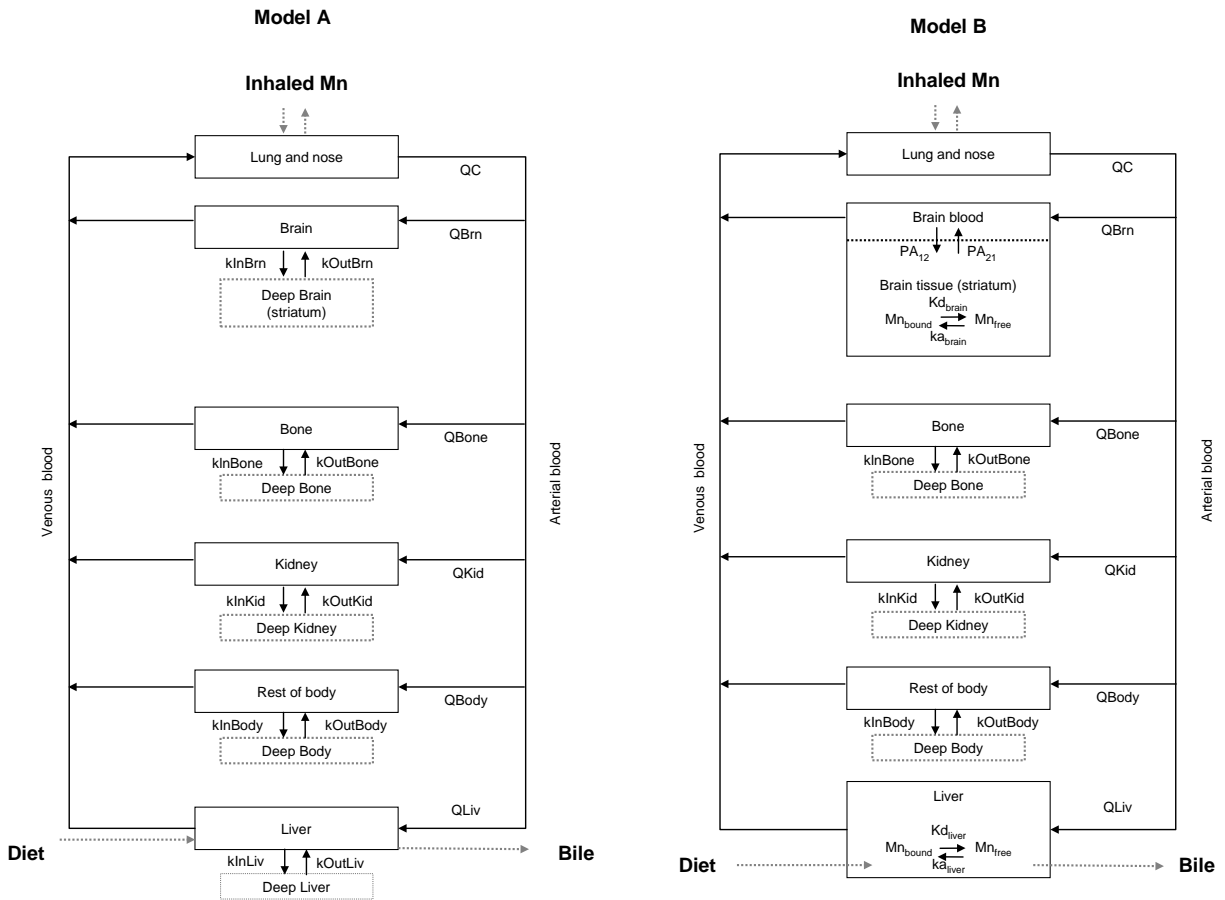 Model A
Inhaled Mn
Lung and nose
QC
Brain
QBrn
kInBrn
kOutBrn
Deep Brain
(striatum)
Bone
QBone
kInBone
kOutBone
Deep Bone
Venous blood
Arterial blood
Kidney
QKid
kInKid
kOutKid
Deep Kidney
Rest of body
QBody
kInBody
kOutBody
Deep Body
QLiv
Liver
Diet
Bile
kInLiv
kOutLiv
Deep Liver
Model B
Inhaled Mn
Lung and nose
QC
Brain blood
QBrn
PA12
PA21
Brain tissue (striatum)
Kdbrain
Mnbound
Mnfree
kabrain
Bone
QBone
kInBone
kOutBone
Deep Bone
Venous blood
Arterial blood
Kidney
QKid
kInKid
kOutKid
Deep Kidney
Rest of body
QBody
kInBody
kOutBody
Deep Body
Liver
QLiv
Kdliver
Mnbound
Mnfree
kaliver
Diet
Bile